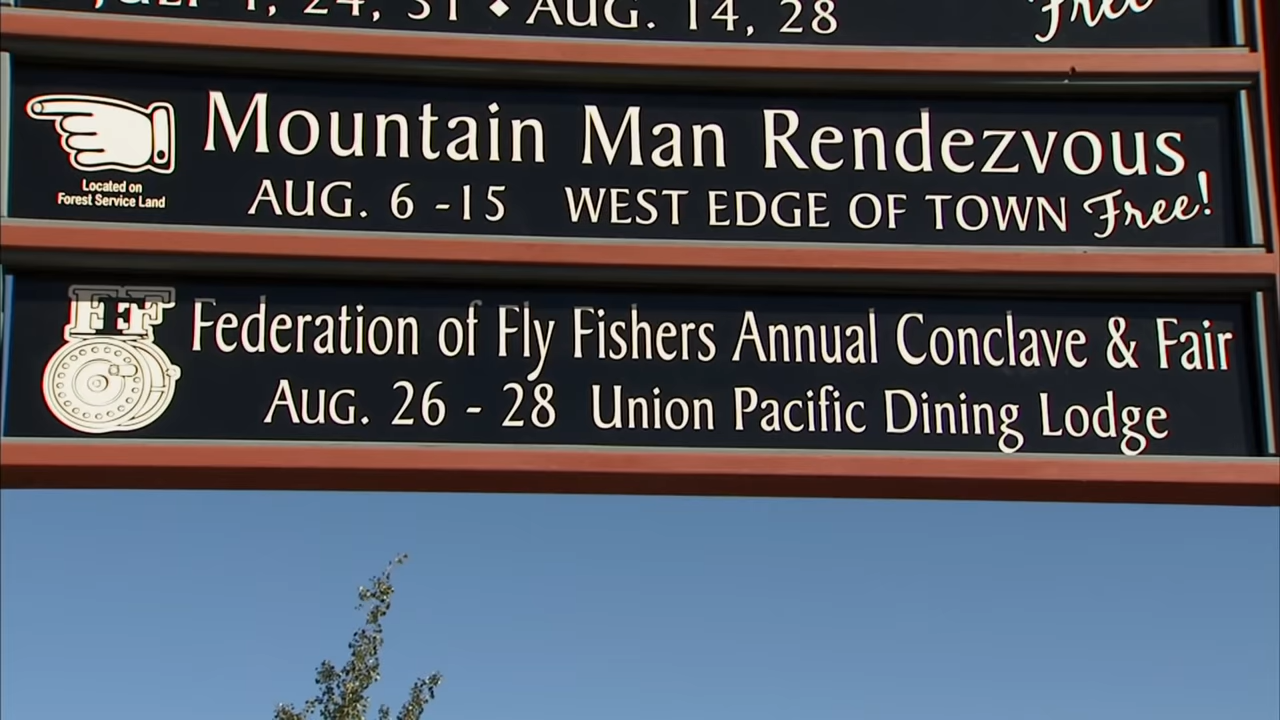 24, 31 ◆ AUG. 14, 28
Free
Mountain Man Rendezvous
Located on
Forest Service Land
AUG. 6 -15 WEST EDGE OF TOWN Free!
FFF
Federation of Fly Fishers Annual Conclave & Fair
Aug. 26 - 28 Union Pacific Dining Lodge